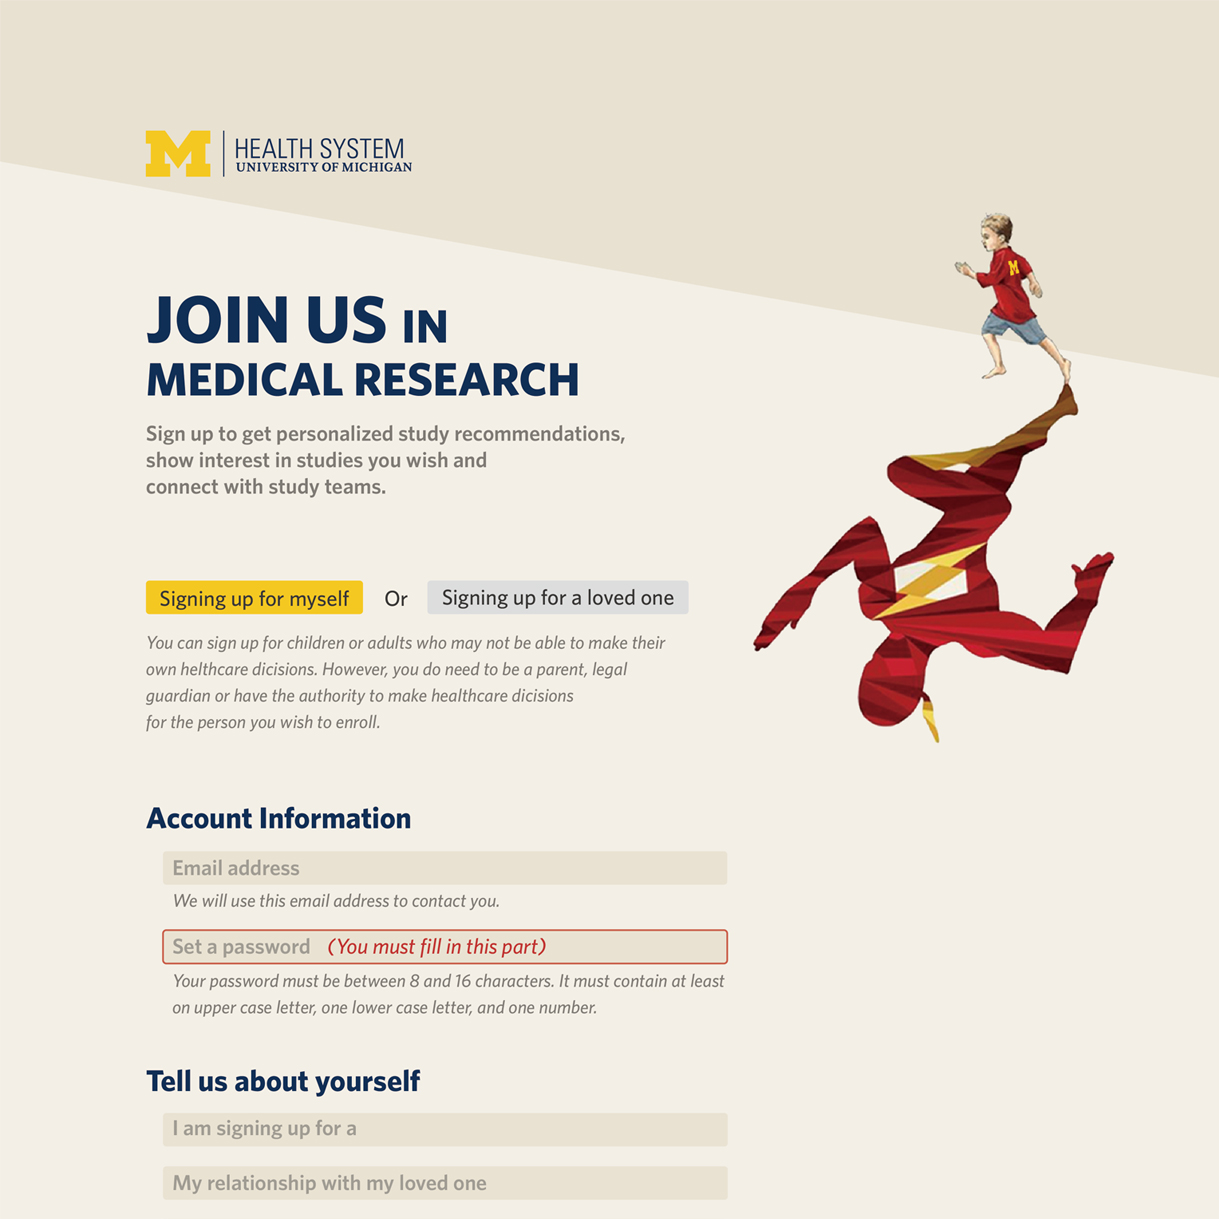 M
HEALTH SYSTEM
UNIVERSITY OF MICHIGAN
M
JOIN US IN
MEDICAL RESEARCH
Sign up to get personalized study recommendations,
show interest in studies you wish and
connect with study teams.
Signing up for myself Or Signing up for a loved one
You can sign up for children or adults who may not be able to make their
own helthcare dicisions. However, you do need to be a parent, legal
guardian or have the authority to make healthcare dicisions
for the person you wish to enroll.
Account Information
Email address
We will use this email address to contact you.
Set a password (You must fill in this part)
Your password must be between 8 and 16 characters. It must contain at least
on upper case letter, one lower case letter, and one number.
Tell us about yourself
I am signing up for a
My relationship with my loved one